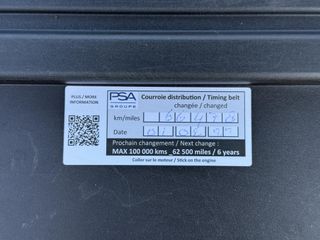 PLUS / MORE
INFORMATION
PSA
GROUPE
Courroie distribution / Timing belt
, changée / changed
km/miles
Date
Prochain changement / Next change :
MAX 100 000 kms _ 62 500 miles / 6 years
Coller sur le moteur / Stick on the engine